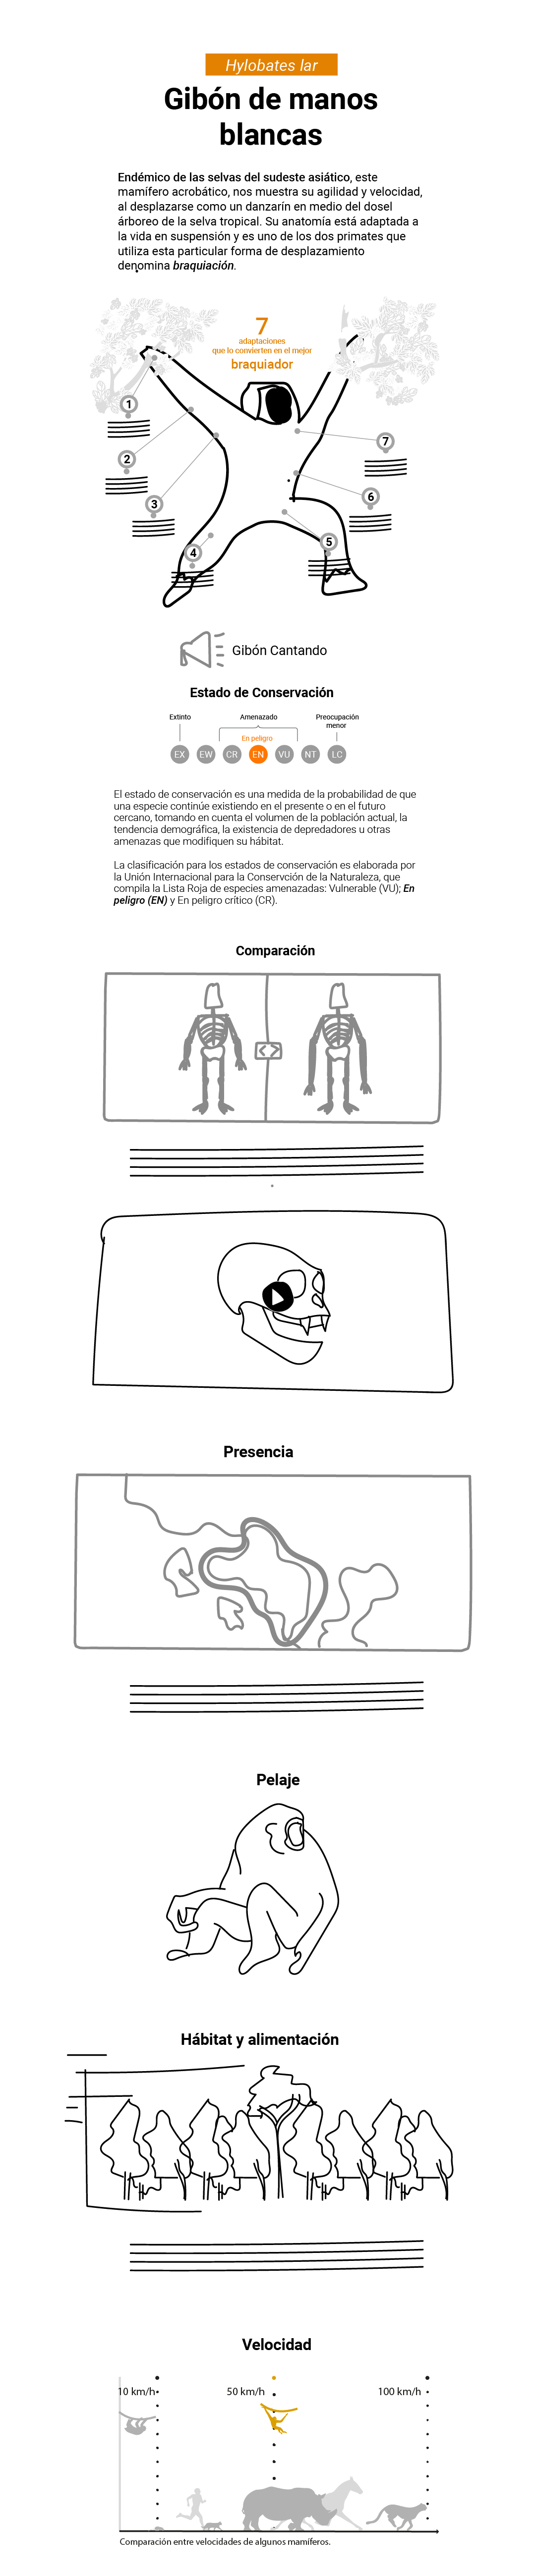 Hylobates lar
Gibón de manos
blancas
Endémico de las selvas del sudeste asiático, este
mamífero acrobático, nos muestra su agilidad y velocidad,
al desplazarse como un danzarín en medio del dosel
árboreo de la selva tropical. Su anatomía está adaptada a
la vida en suspensión y es uno de los dos primates que
utiliza esta particular forma de desplazamiento
denomina braquiación.
7
adaptaciones
que lo convierten en el mejor
braquiador
1
2
3
4
5
6
7
Gibón Cantando
Estado de Conservación
Extinto
Amenazado
Preocupación
menor
En peligro
EX EW CR EN VU NT LC
El estado de conservación es una medida de la probabilidad de que
una especie continúe existiendo en el presente o en el futuro
cercano, tomando en cuenta el volumen de la población actual, la
tendencia demográfica, la existencia de depredadores u otras
amenazas que modifiquen su hábitat.
La clasificación para los estados de conservación es elaborada por
la Unión Internacional para la Conservción de la Naturaleza, que
compila la Lista Roja de especies amenazadas: Vulnerable (VU); En
peligro (EN) y En peligro crítico (CR).
Comparación
Presencia
Pelaje
Hábitat y alimentación
Velocidad
10 km/h
50 km/h
100 km/h
Comparación entre velocidades de algunos mamíferos.